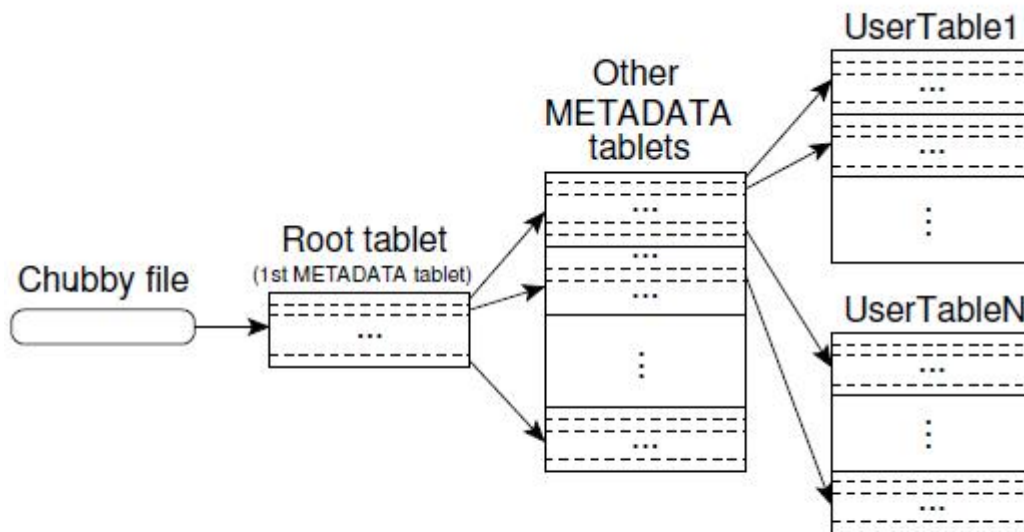 Chubby file
Root tablet
(1st METADATA tablet)
...
Other
METADATA
tablets
...
...
...
⋮
...
UserTable1
...
...
⋮
UserTableN
...
⋮
...